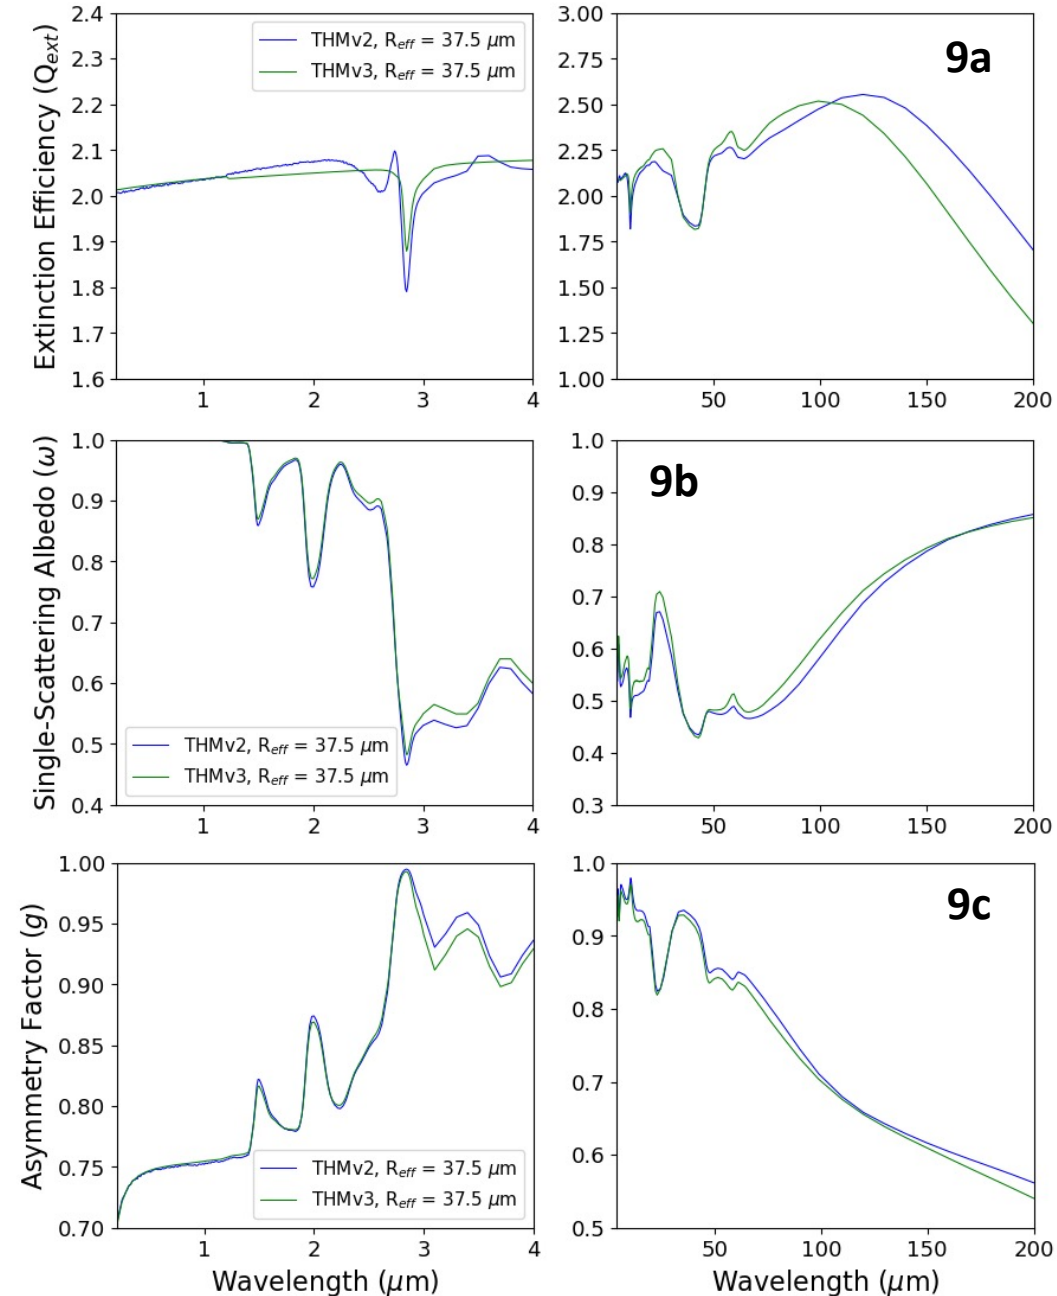 2.4
2.3
2.2
2.1
2.0
1.9
1.8
1.7
1.6
Extinction Efficiency (Qext)
THMv2, Reff = 37.5 μm
THMv3, Reff = 37.5 μm
1 2 3 4
3.00
2.75
2.50
2.25
2.00
1.75
1.50
1.25
1.00
9a
50 100 150 200
1.0
0.9
0.8
0.7
0.6
0.5
0.4
Single-Scattering Albedo (ω)
THMv2, Reff = 37.5 μm
THMv3, Reff = 37.5 μm
1 2 3 4
1.0
0.9
0.8
0.7
0.6
0.5
0.4
0.3
9b
50 100 150 200
1.00
0.95
0.90
0.85
0.80
0.75
0.70
Asymmetry Factor (g)
THMv2, Reff = 37.5 μm
THMv3, Reff = 37.5 μm
1 2 3 4
Wavelength (μm)
1.0
0.9
0.8
0.7
0.6
0.5
9c
50 100 150 200
Wavelength (μm)